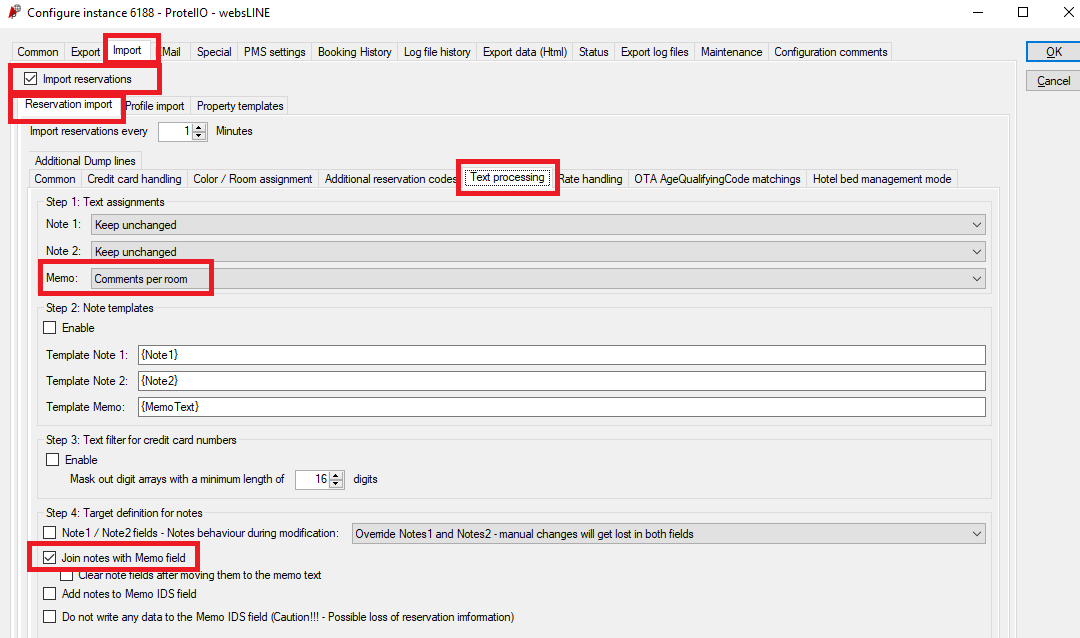 Configure instance 6188 - ProtelIO - websLINE
Common Export Import Mail Special PMS settings Booking History Log file history Export data (Html) Status Export log files Maintenance Configuration comments
OK
Cancel
Import reservations
Reservation import Profile import Property templates
Import reservations every 1 Minutes
Additional Dump lines
Common Credit card handling Color / Room assignment Additional reservation codes Text processing Rate handling OTA AgeQualifyingCode matchings Hotel bed management mode
Step 1: Text assignments
Note 1: Keep unchanged
Note 2: Keep unchanged
Memo: Comments per room
Step 2: Note templates
Enable
Template Note 1: {Note1}
Template Note 2: {Note2}
Template Memo: {MemoText}
Step 3: Text filter for credit card numbers
Enable
Mask out digit arrays with a minimum length of 16 digits
Step 4: Target definition for notes
Note1 / Note2 fields - Notes behaviour during modification: Override Notes1 and Notes2 - manual changes will get lost in both fields
Join notes with Memo field
Clear note fields after moving them to the memo text
Add notes to Memo IDS field
Do not write any data to the Memo IDS field (Caution!!! - Possible loss of reservation imformation)